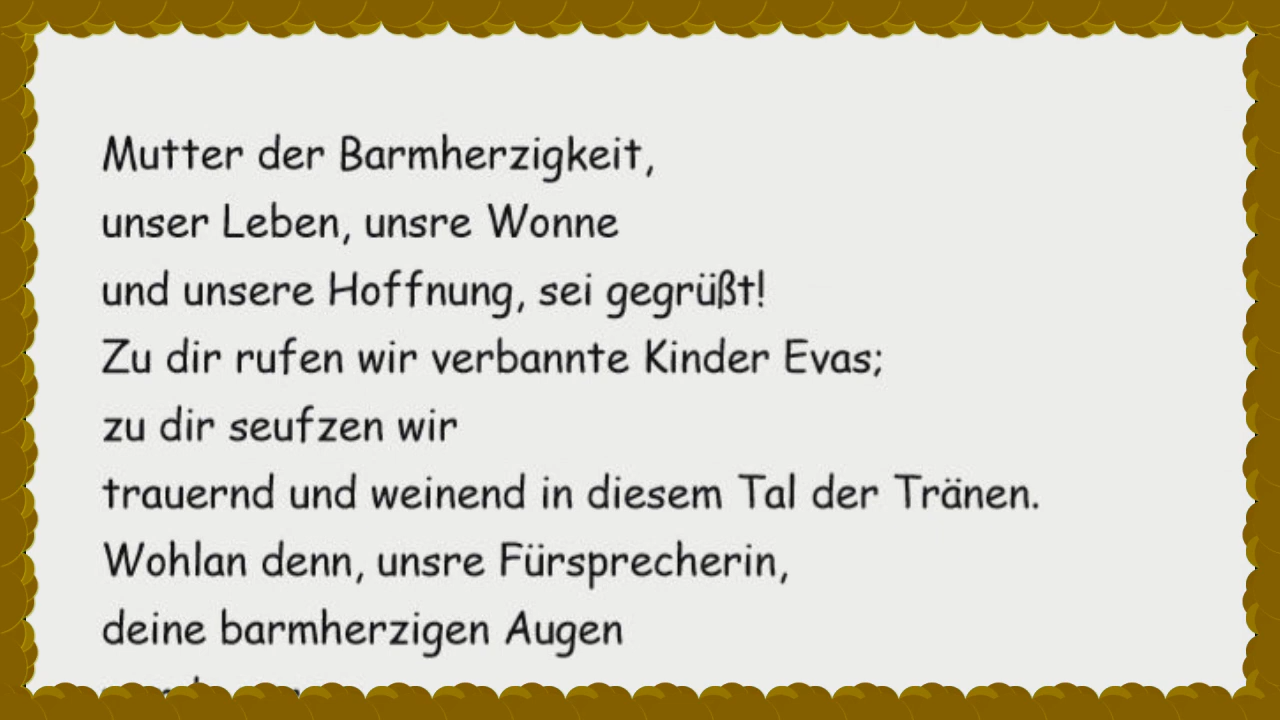 Mutter der Barmherzigkeit,
unser Leben, unsre Wonne
und unsere Hoffnung, sei gegrüßt!
Zu dir rufen wir verbannte Kinder Evas;
zu dir seufzen wir
trauernd und weinend in diesem Tal der Tränen.
Wohlan denn, unsre Fürsprecherin,
deine barmherzigen Augen